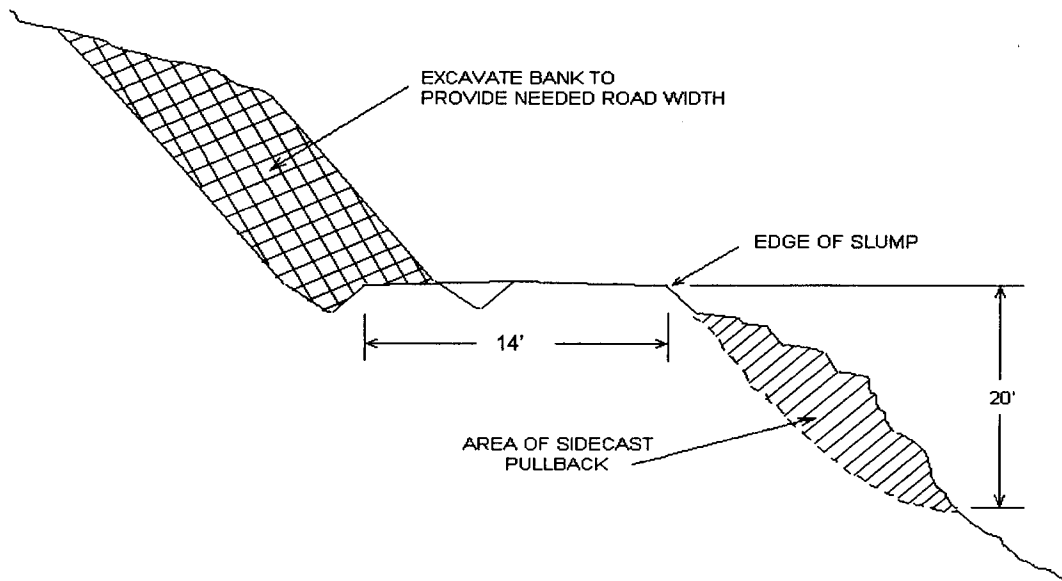 EXCAVATE BANK TO
PROVIDE NEEDED ROAD WIDTH
EDGE OF SLUMP
14'
20'
AREA OF SIDECAST
PULLBACK